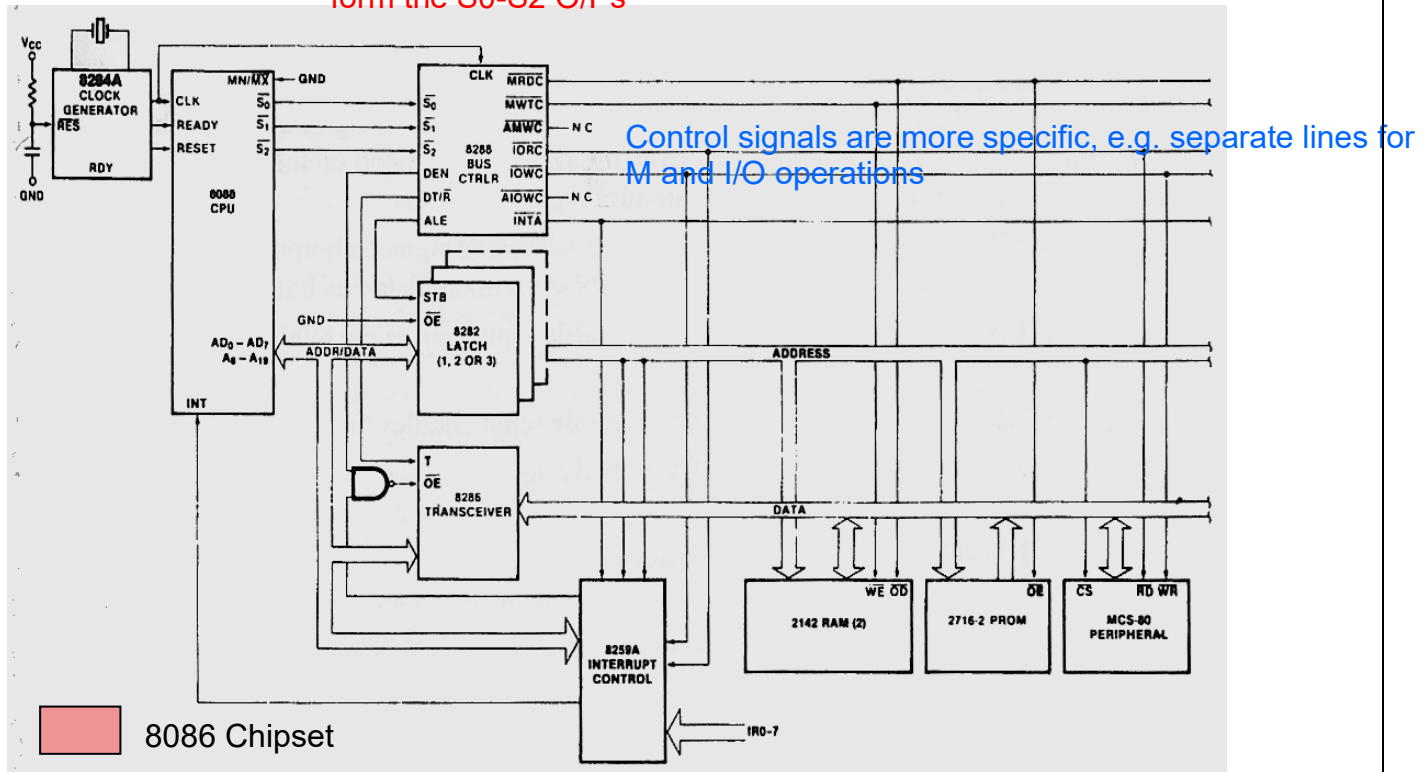 form the S0-S2 O/Ps
Vcc
8284A
CLOCK
GENERATOR
RES
RDY
GND
MN/MX
GND
CLK
READY
RESET
S0
S1
S2
8088
CPU
AD0 – AD7
A8 – A19
INT
CLK
S0
S1
S2
DEN
DT/R
ALE
8288
BUS
CTRLR
MRDC
MWTC
AMWC
IORC
IOWC
AIOWC
INTA
N C
N C
Control signals are more specific, e.g. separate lines for
M and I/O operations
STB
GND
OE
8282
LATCH
(1, 2 OR 3)
ADDR/DATA
ADDRESS
T
OE
8286
TRANSCEIVER
DATA
WE OD
2142 RAM (2)
OE
2716-2 PROM
CS
RD WR
MCS-80
PERIPHERAL
8259A
INTERRUPT
CONTROL
IR0-7
8086 Chipset